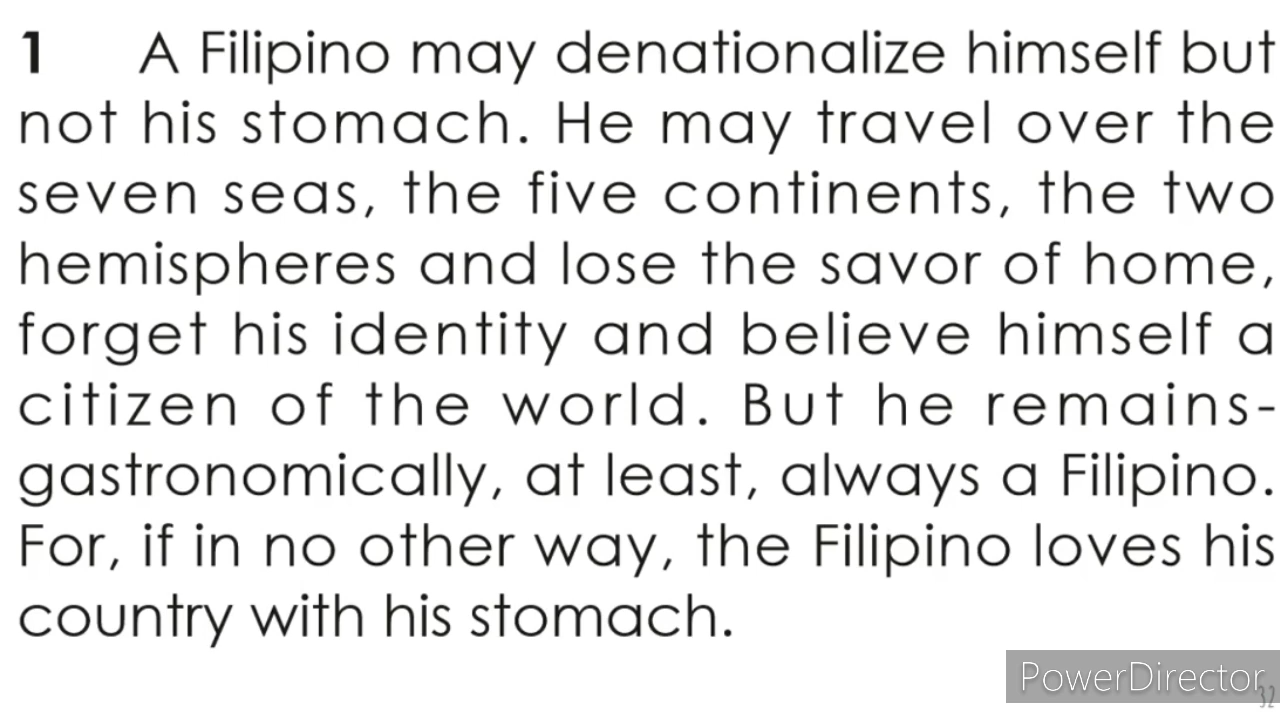 1 A Filipino may denationalize himself but
not his stomach. He may travel over the
seven seas, the five continents, the two
hemispheres and lose the savor of home,
forget his identity and believe himself a
citizen of the world. But he remains-
gastronomically, at least, always a Filipino.
For, if in no other way, the Filipino loves his
country with his stomach.
PowerDirector
32